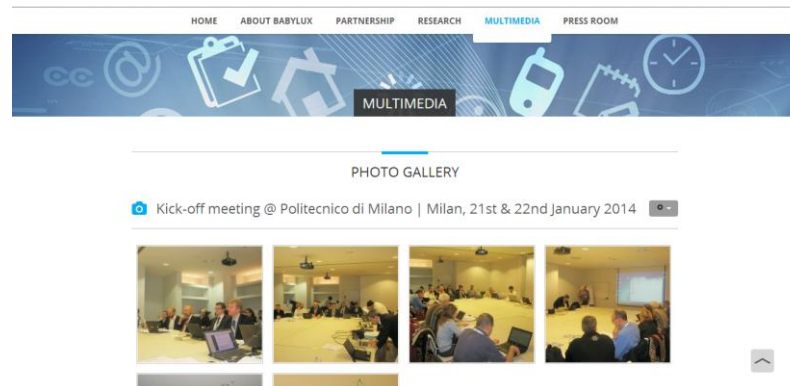 HOME ABOUT BABYLUX PARTNERSHIP RESEARCH MULTIMEDIA PRESS ROOM
cc @
MULTIMEDIA
PHOTO GALLERY
Kick-off meeting @ Politecnico di Milano | Milan, 21st & 22nd January 2014